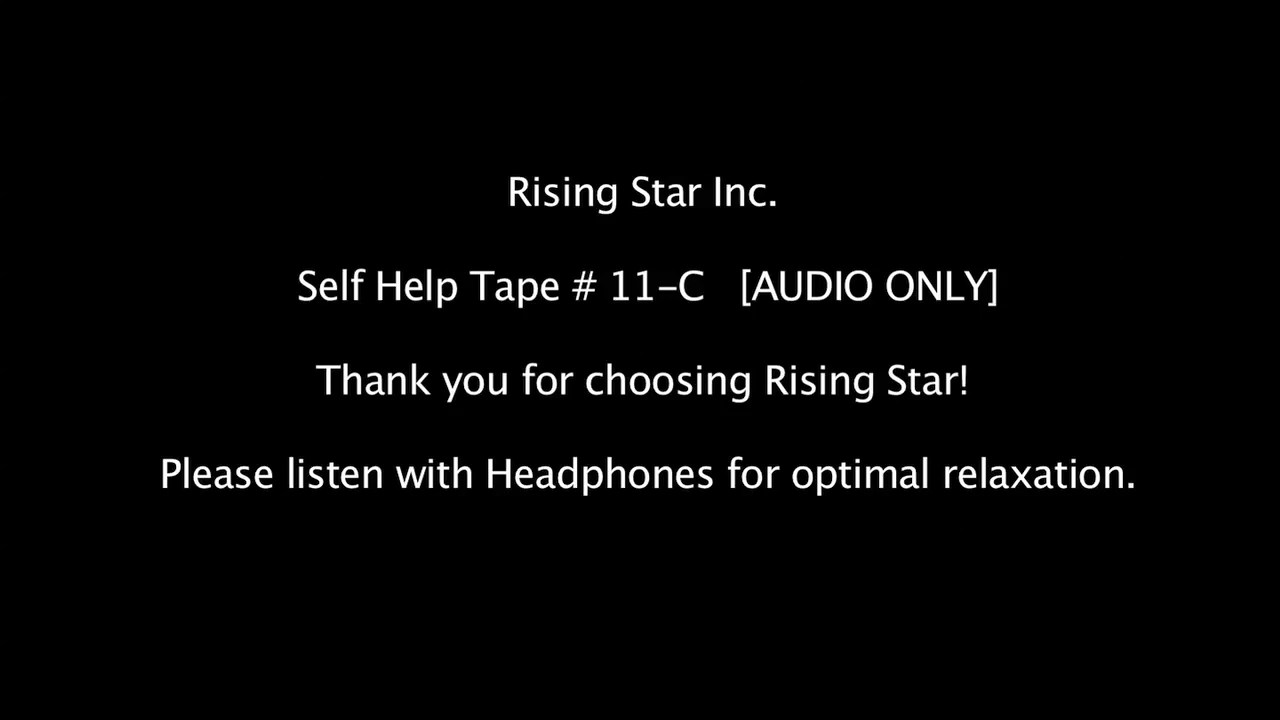 Rising Star Inc.
Self Help Tape # 11-C [AUDIO ONLY]
Thank you for choosing Rising Star!
Please listen with Headphones for optimal relaxation.